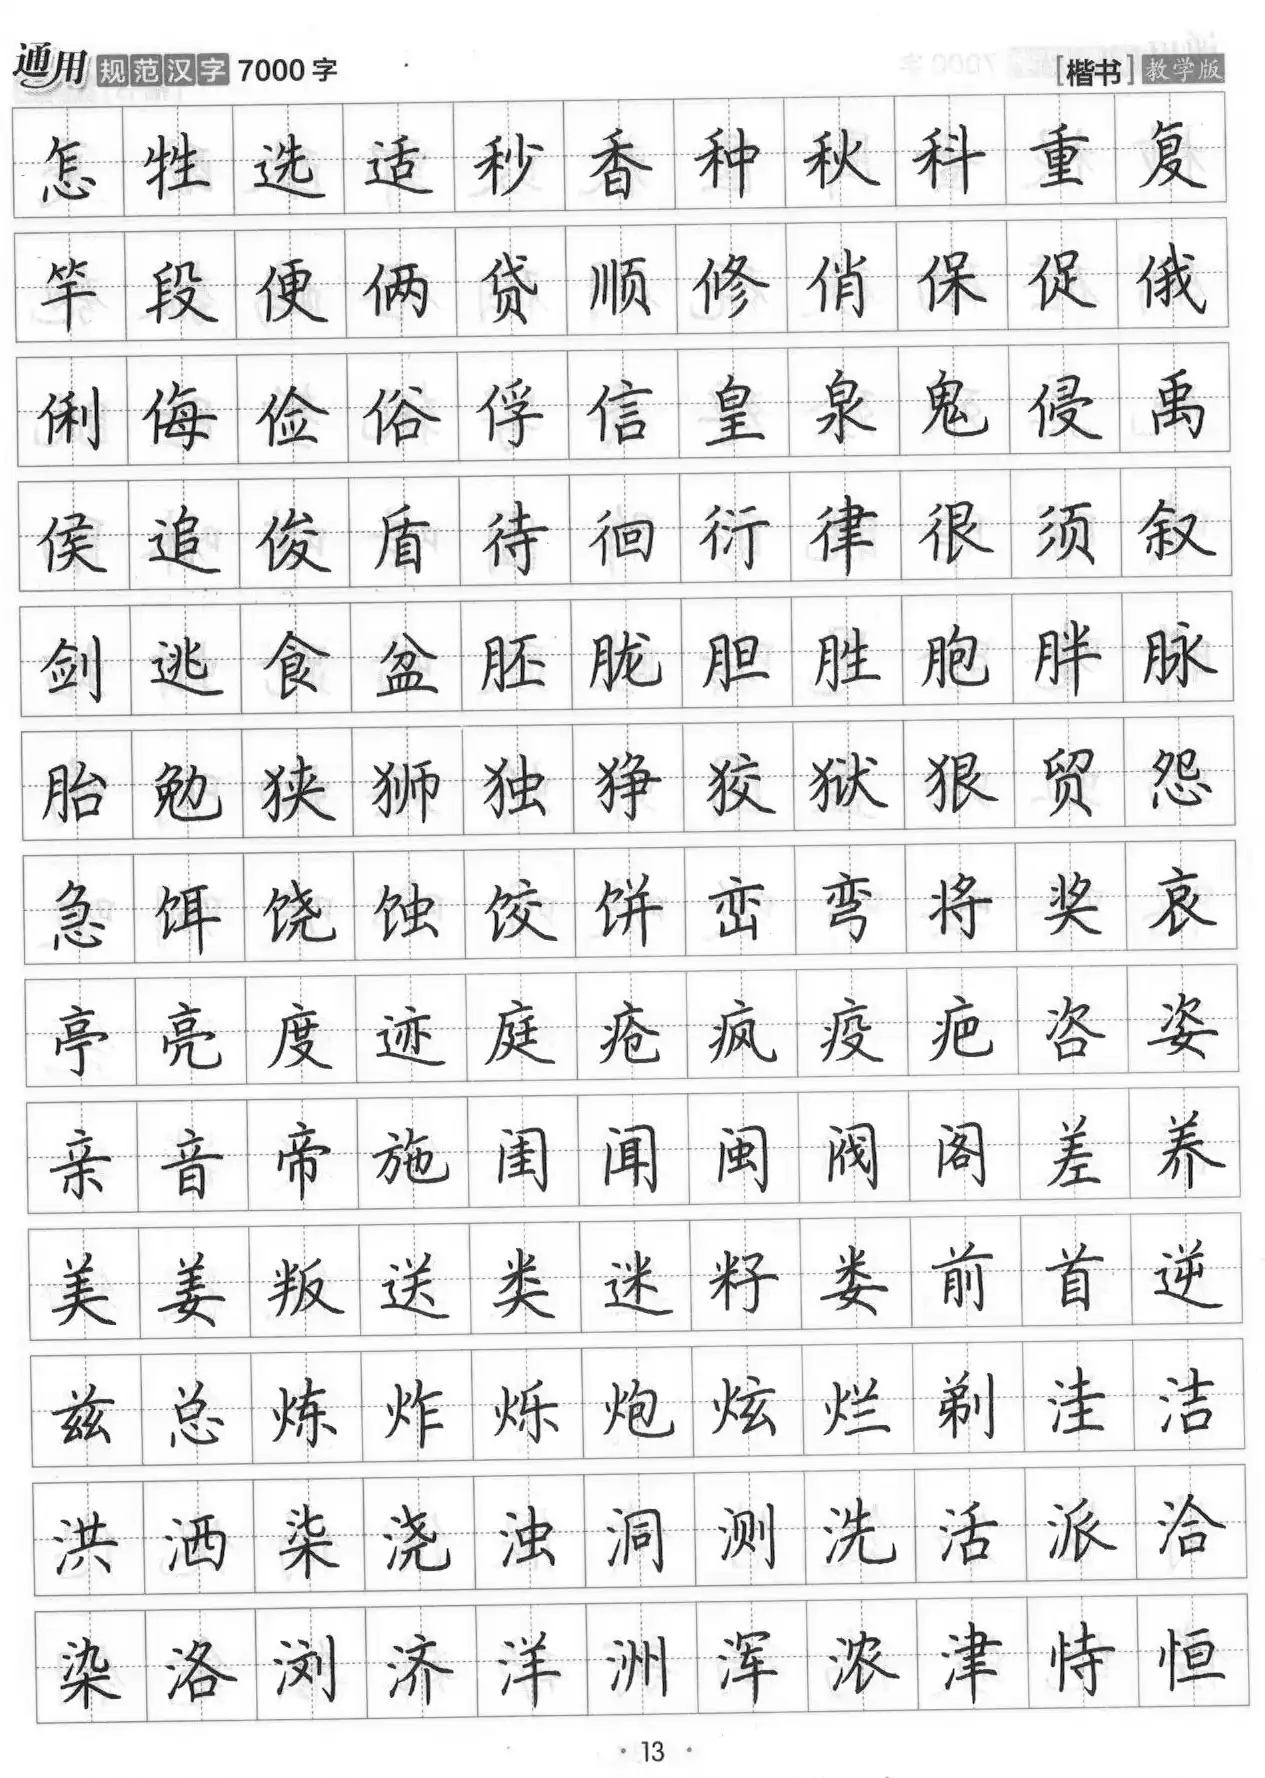 通用规范汉字7000字 [楷书] 教学版
怎牲选适秒香种秋科重复
竿段便俩贷顺修俏保促俄
俐侮俭俗俘信皇泉鬼侵禹
侯追俊盾待徊衍律很须叙
剑逃食盆胚胧胆胜胞胖脉
胎勉狭狮独狰狡狱狠贸怨
急饵饶蚀饺饼峦弯将奖哀
亭亮度迹庭疮疯疫疤咨姿
亲音帝施闺闻闽阀阁差养
美姜叛送类迷籽娄前首逆
兹总炼炸烁炮炫烂剃洼洁
洪洒柒浇浊洞测洗活派洽
染洛浏济洋洲浑浓津恃恒
· 13 ·